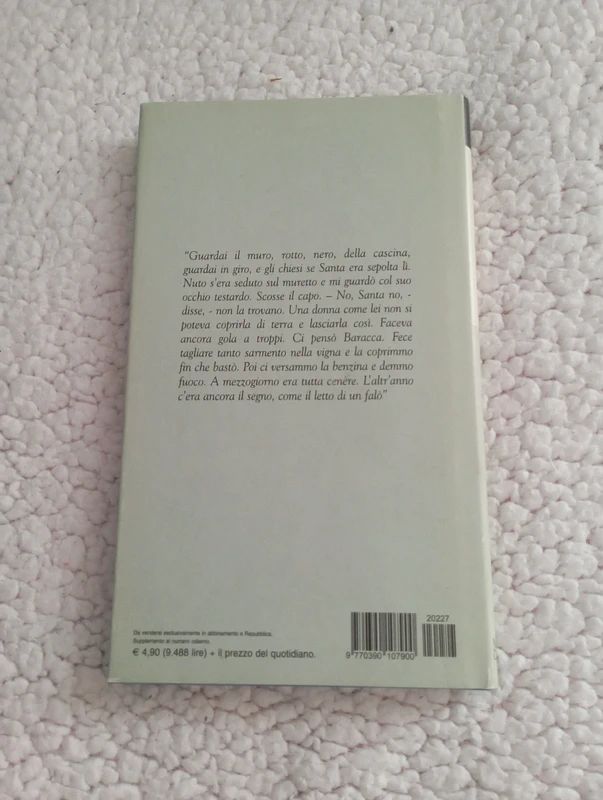 "Guardai il muro, rotto, nero, della cascina,
guardai in giro, e gli chiesi se Santa era sepolta lì.
Nuto s'era seduto sul muretto e mi guardò col suo
occhio testardo. Scosse il capo. – No, Santa no, -
disse, - non la trovano. Una donna come lei non si
poteva coprirla di terra e lasciarla così. Faceva
ancora gola a troppi. Ci pensò Baracca. Fece
tagliare tanto sarmento nella vigna e la coprimmo
fin che bastò. Poi ci versammo la benzina e demmo
fuoco. A mezzogiorno era tutta cenere. L'altr'anno
c'era ancora il segno, come il letto di un falò"
Da vendersi esclusivamente in abbinamento a Repubblica.
Supplemento al numero odierno.
€ 4,90 (9.488 lire) + il prezzo del quotidiano.
20227
9 770390 107900